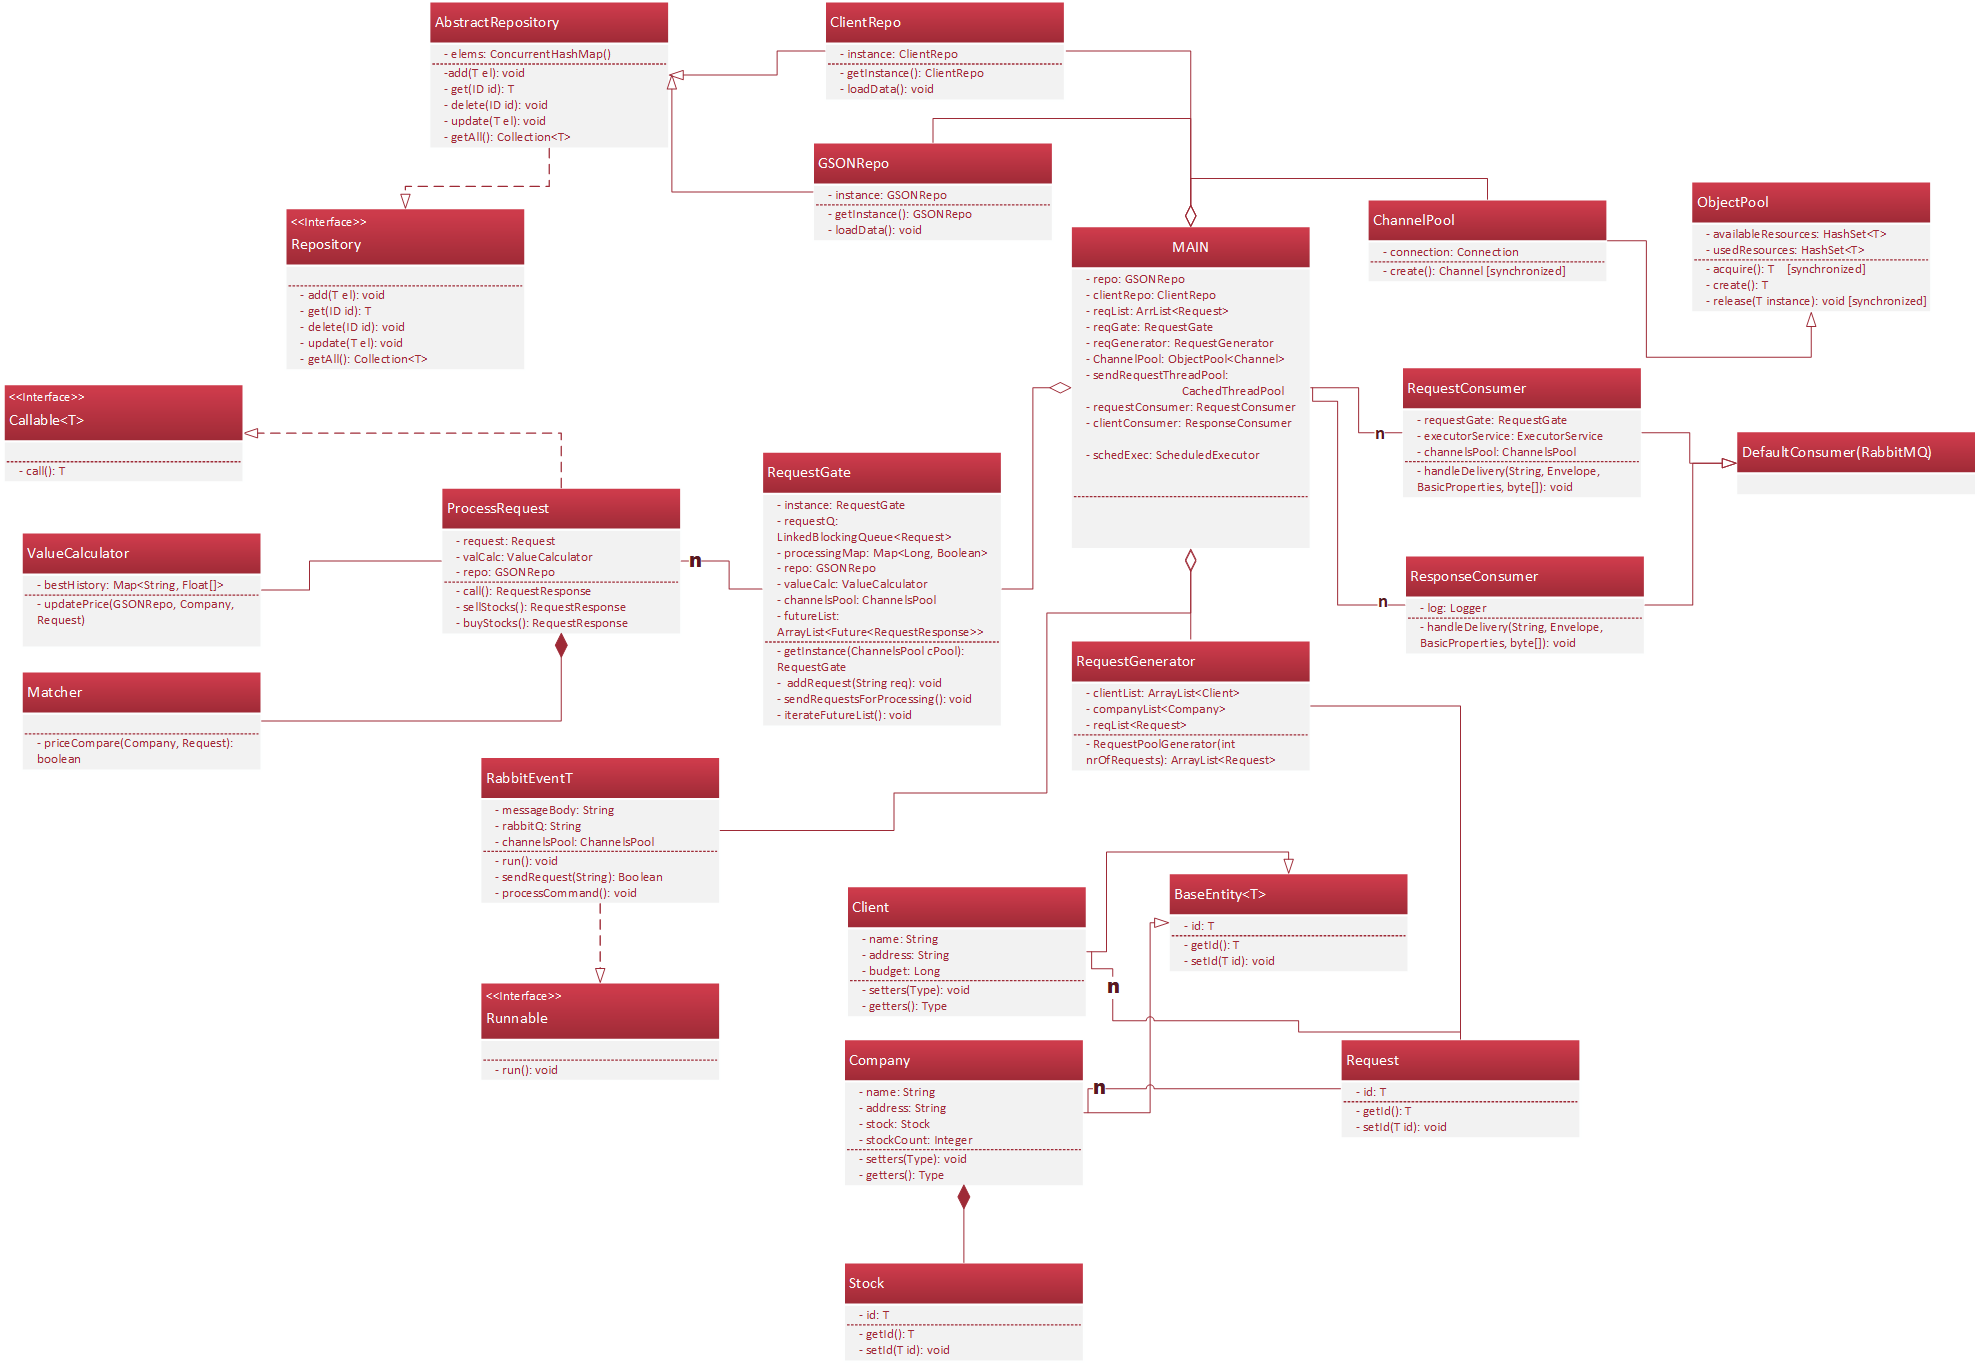 AbstractRepository
- elems: ConcurrentHashMap()
-add(T el): void
- get(ID id): T
- delete(ID id): void
- update(T el): void
- getAll(): Collection<T>
ClientRepo
- instance: ClientRepo
- getInstance(): ClientRepo
- loadData(): void
GSONRepo
- instance: GSONRepo
- getInstance(): GSONRepo
- loadData(): void
<<Interface>>
Repository
- add(T el): void
- get(ID id): T
- delete(ID id): void
- update(T el): void
- getAll(): Collection<T>
MAIN
- repo: GSONRepo
- clientRepo: ClientRepo
- reqList: ArrList<Request>
- reqGate: RequestGate
- reqGenerator: RequestGenerator
- ChannelPool: ObjectPool<Channel>
- sendRequestThreadPool:
CachedThreadPool
- requestConsumer: RequestConsumer
- clientConsumer: ResponseConsumer
- schedExec: ScheduledExecutor
ChannelPool
- connection: Connection
- create(): Channel [synchronized]
ObjectPool
- availableResources: HashSet<T>
- usedResources: HashSet<T>
- acquire(): T [synchronized]
- create(): T
- release(T instance): void [synchronized]
<<Interface>>
Callable<T>
- call(): T
RequestConsumer
- requestGate: RequestGate
- executorService: ExecutorService
- channelsPool: ChannelsPool
- handleDelivery(String, Envelope,
BasicProperties, byte[]): void
n
DefaultConsumer(RabbitMQ)
ProcessRequest
- request: Request
- valCalc: ValueCalculator
- repo: GSONRepo
- call(): RequestResponse
- sellStocks(): RequestResponse
- buyStocks(): RequestResponse
n
RequestGate
- instance: RequestGate
- requestQ:
LinkedBlockingQueue<Request>
- processingMap: Map<Long, Boolean>
- repo: GSONRepo
- valueCalc: ValueCalculator
- channelsPool: ChannelsPool
- futureList:
ArrayList<Future<RequestResponse>>
- getInstance(ChannelsPool cPool):
RequestGate
- addRequest(String req): void
- sendRequestsForProcessing(): void
- iterateFutureList(): void
ValueCalculator
- bestHistory: Map<String, Float[]>
- updatePrice(GSONRepo, Company,
Request)
ResponseConsumer
- log: Logger
- handleDelivery(String, Envelope,
BasicProperties, byte[]): void
n
Matcher
- priceCompare(Company, Request):
boolean
RequestGenerator
- clientList: ArrayList<Client>
- companyList<Company>
- reqList<Request>
- RequestPoolGenerator(int
nrOfRequests): ArrayList<Request>
RabbitEventT
- messageBody: String
- rabbitQ: String
- channelsPool: ChannelsPool
- run(): void
- sendRequest(String): Boolean
- processCommand(): void
Client
- name: String
- address: String
- budget: Long
- setters(Type): void
- getters(): Type
n
BaseEntity<T>
- id: T
- getId(): T
- setId(T id): void
<<Interface>>
Runnable
- run(): void
Company
- name: String
- address: String
- stock: Stock
- stockCount: Integer
- setters(Type): void
- getters(): Type
n
Request
- id: T
- getId(): T
- setId(T id): void
Stock
- id: T
- getId(): T
- setId(T id): void